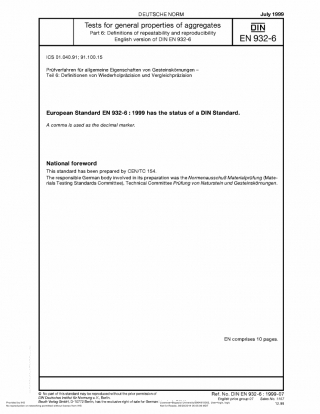 DEUTSCHE NORM
July 1999
Tests for general properties of aggregates
Part 6: Definitions of repeatability and reproducibility
English version of DIN EN 932-6
DIN
EN 932-6
ICS 01.040.91; 91.100.15
Prüfverfahren für allgemeine Eigenschaften von Gesteinskörnungen –
Teil 6: Definitionen von Wiederholpräzision und Vergleichpräzision
European Standard EN 932-6 : 1999 has the status of a DIN Standard.
A comma is used as the decimal marker.
National foreword
This standard has been prepared by CEN/TC 154.
The responsible German body involved in its preparation was the Normenausschuß Materialprüfung (Mate-
rials Testing Standards Committee), Technical Committee Prüfung von Naturstein und Gesteinskörnungen.
EN comprises 10 pages.
© No part of this standard may be reproduced without the prior permission of
DIN Deutsches Institut für Normung e.V., Berlin.
Beuth Verlag GmbH, D-10772 Berlin, has the exclusive right of sale for German
Ref. No. DIN EN 932-6 : 1999-07
English price group 07 Sales No. 1107
12.99